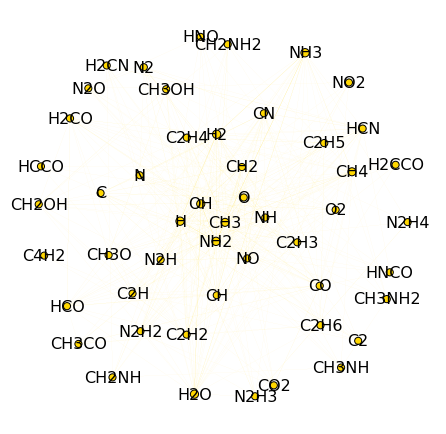 HNO
CH2NH2
NH3
H2CN
N2
NO2
N2O
CH3OH
H2CO
CN
HCN
C2H4
H2
C2H5
HCCO
CH2
CH4
H2CCO
N
C
CH2OH
OH
O
O2
H
CH3
NH
N2H4
NH2
C2H3
C4H2
CH3O
N2H
NO
HNCO
CO
C2H
CH
CH3NH2
HCO
N2H2
C2H2
C2H6
CH3CO
C2
CH3NH
CH2NH
CO2
H2O
N2H3